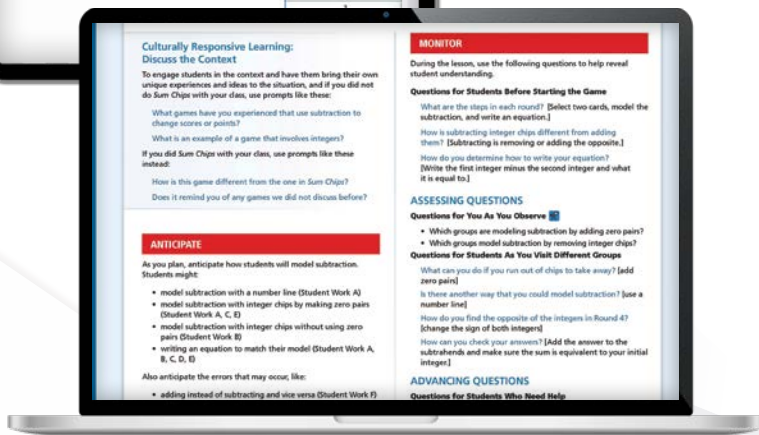 Culturally Responsive Learning:
Discuss the Context
To engage students in the context and have them bring their own
unique experiences and ideas to the situation, and if you did not
do Sum Chips with your class, use prompts like these:
What games have you experienced that use subtraction to
change scores or points?
What is an example of a game that involves integers?
If you did Sum Chips with your class, use prompts like these
instead:
How is this game different from the one in Sum Chips?
Does it remind you of any games we did not discuss before?
ANTICIPATE
As you plan, anticipate how students will model subtraction.
Students might:
• model subtraction with a number line (Student Work A)
• model subtraction with integer chips by making zero pairs
(Student Work A, C, E)
• model subtraction with integer chips without using zero
pairs (Student Work B)
• writing an equation to match their model (Student Work A,
B, C, D, E)
Also anticipate the errors that may occur, like:
• adding instead of subtracting and vice versa (Student Work F)
MONITOR
During the lesson, use the following questions to help reveal
student understanding.
Questions for Students Before Starting the Game
What are the steps in each round? [Select two cards, model the
subtraction, and write an equation.]
How is subtracting integer chips different from adding
them? [Subtracting is removing or adding the opposite.]
How do you determine how to write your equation?
[Write the first integer minus the second integer and what
it is equal to.]
ASSESSING QUESTIONS
Questions for You As You Observe
• Which groups are modeling subtraction by adding zero pairs?
• Which groups model subtraction by removing integer chips?
Questions for Students As You Visit Different Groups
What can you do if you run out of chips to take away? [add
zero pairs]
Is there another way that you could model subtraction? [use a
number line]
How do you find the opposite of the integers in Round 4?
[change the sign of both integers]
How can you check your answers? [Add the answer to the
subtrahends and make sure the sum is equivalent to your initial
integer.]
ADVANCING QUESTIONS
Questions for Students Who Need Help